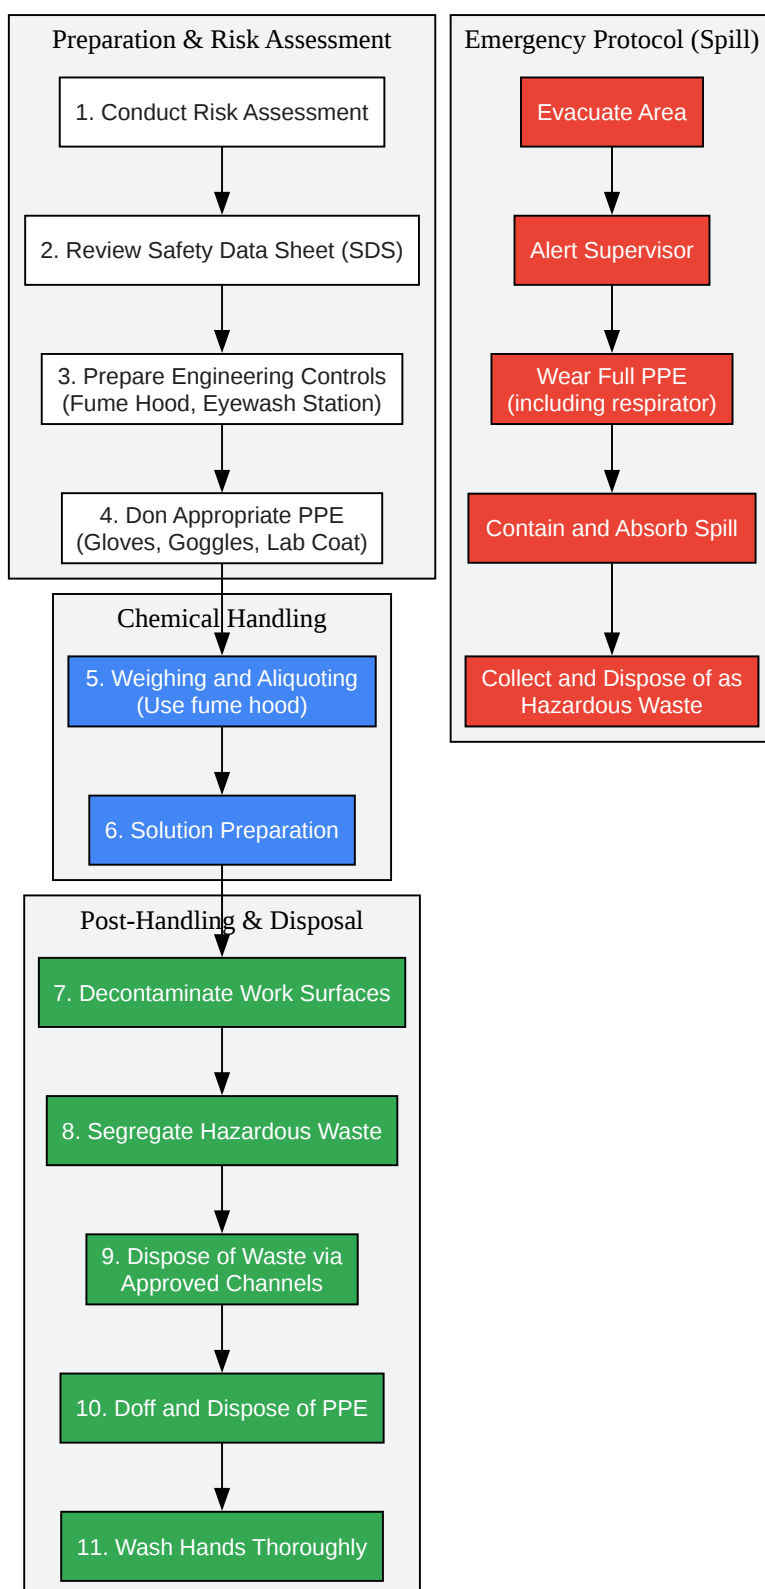 Preparation & Risk Assessment
1. Conduct Risk Assessment
2. Review Safety Data Sheet (SDS)
3. Prepare Engineering Controls
(Fume Hood, Eyewash Station)
4. Don Appropriate PPE
(Gloves, Goggles, Lab Coat)
Chemical Handling
5. Weighing and Aliquoting
(Use fume hood)
6. Solution Preparation
Post-Handling & Disposal
7. Decontaminate Work Surfaces
8. Segregate Hazardous Waste
9. Dispose of Waste via
Approved Channels
10. Doff and Dispose of PPE
11. Wash Hands Thoroughly
Emergency Protocol (Spill)
Evacuate Area
Alert Supervisor
Wear Full PPE
(including respirator)
Contain and Absorb Spill
Collect and Dispose of as
Hazardous Waste